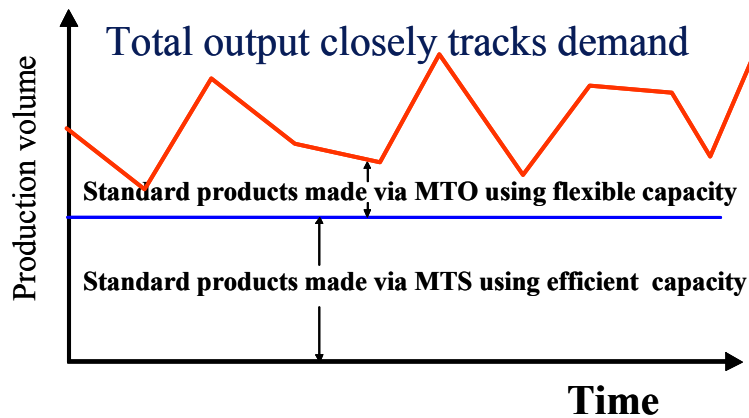 Total output closely tracks demand
Production volume
Standard products made via MTO using flexible capacity
Standard products made via MTS using efficient capacity
Time